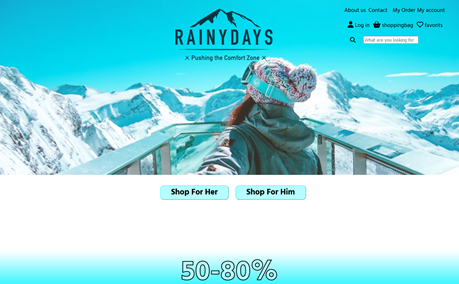 About us Contact My Order My account
RAINYDAYS
Log in shoppingbag favorits
What are you looking for
Pushing the Comfort Zone
Shop For Her Shop For Him
50-80%